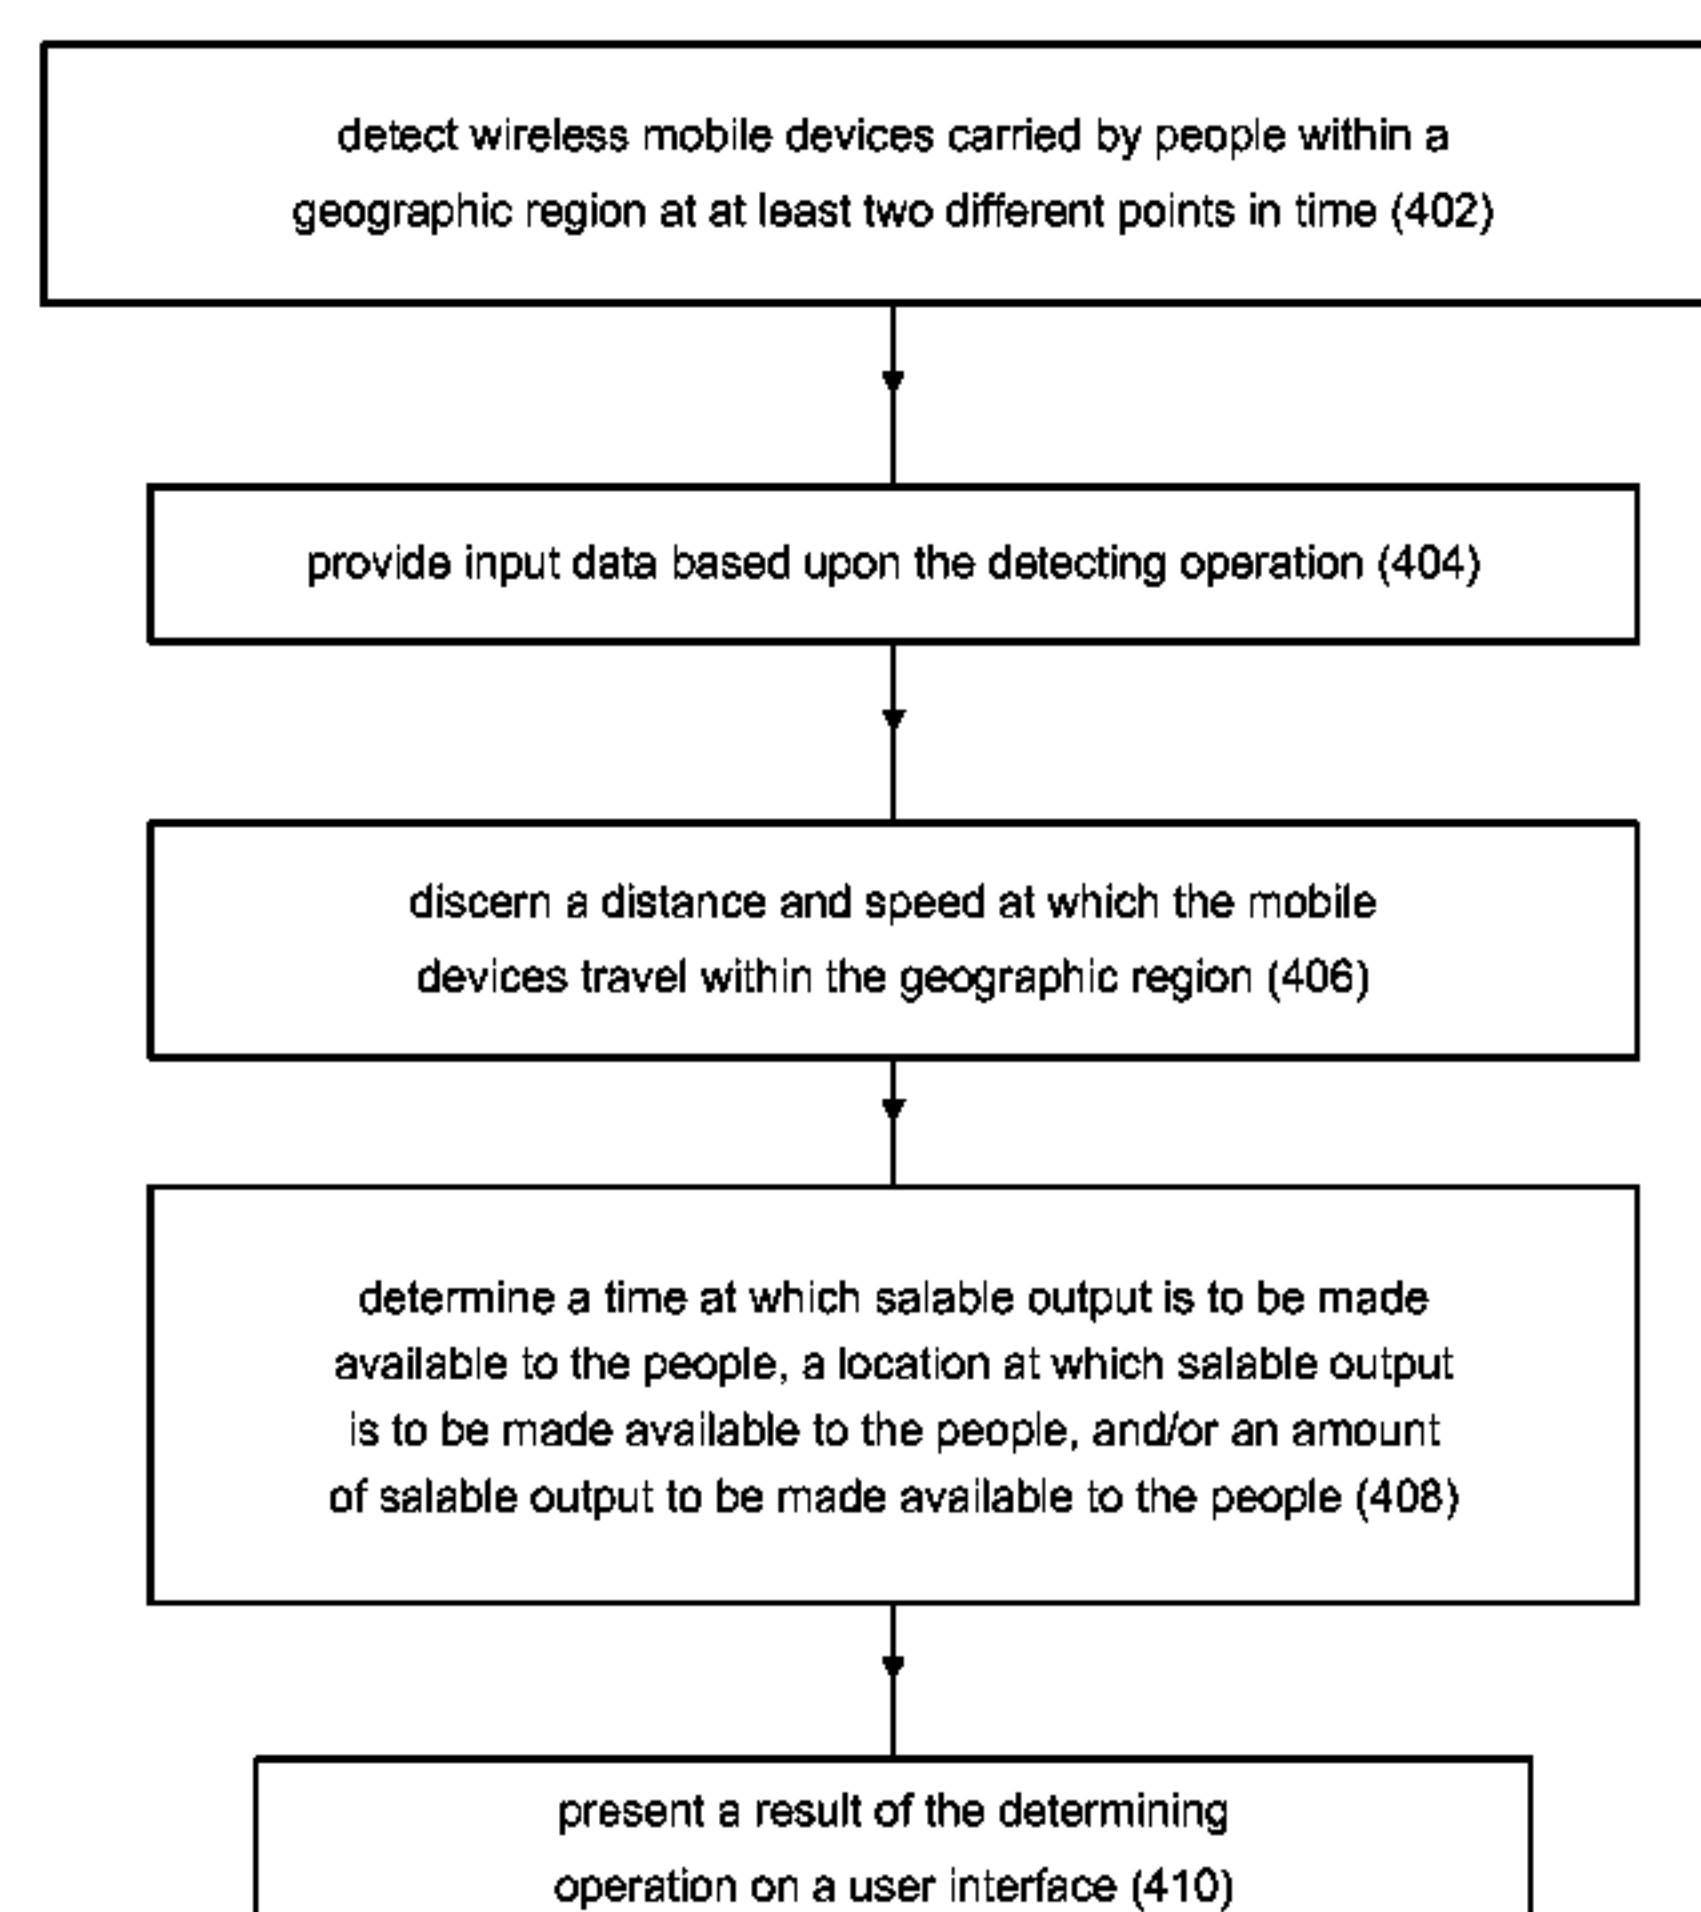 detect wireless mobile devices carried by people within a
geographic region at at least two different points in time (402)
provide input data based upon the detecting operation (404)
discern a distance and speed at which the mobile
devices travel within the geographic region (406)
determine a time at which salable output is to be made
available to the people, a location at which salable output
is to be made available to the people, and/or an amount
of salable output to be made available to the people (408)
present a result of the determining
operation on a user interface (410)